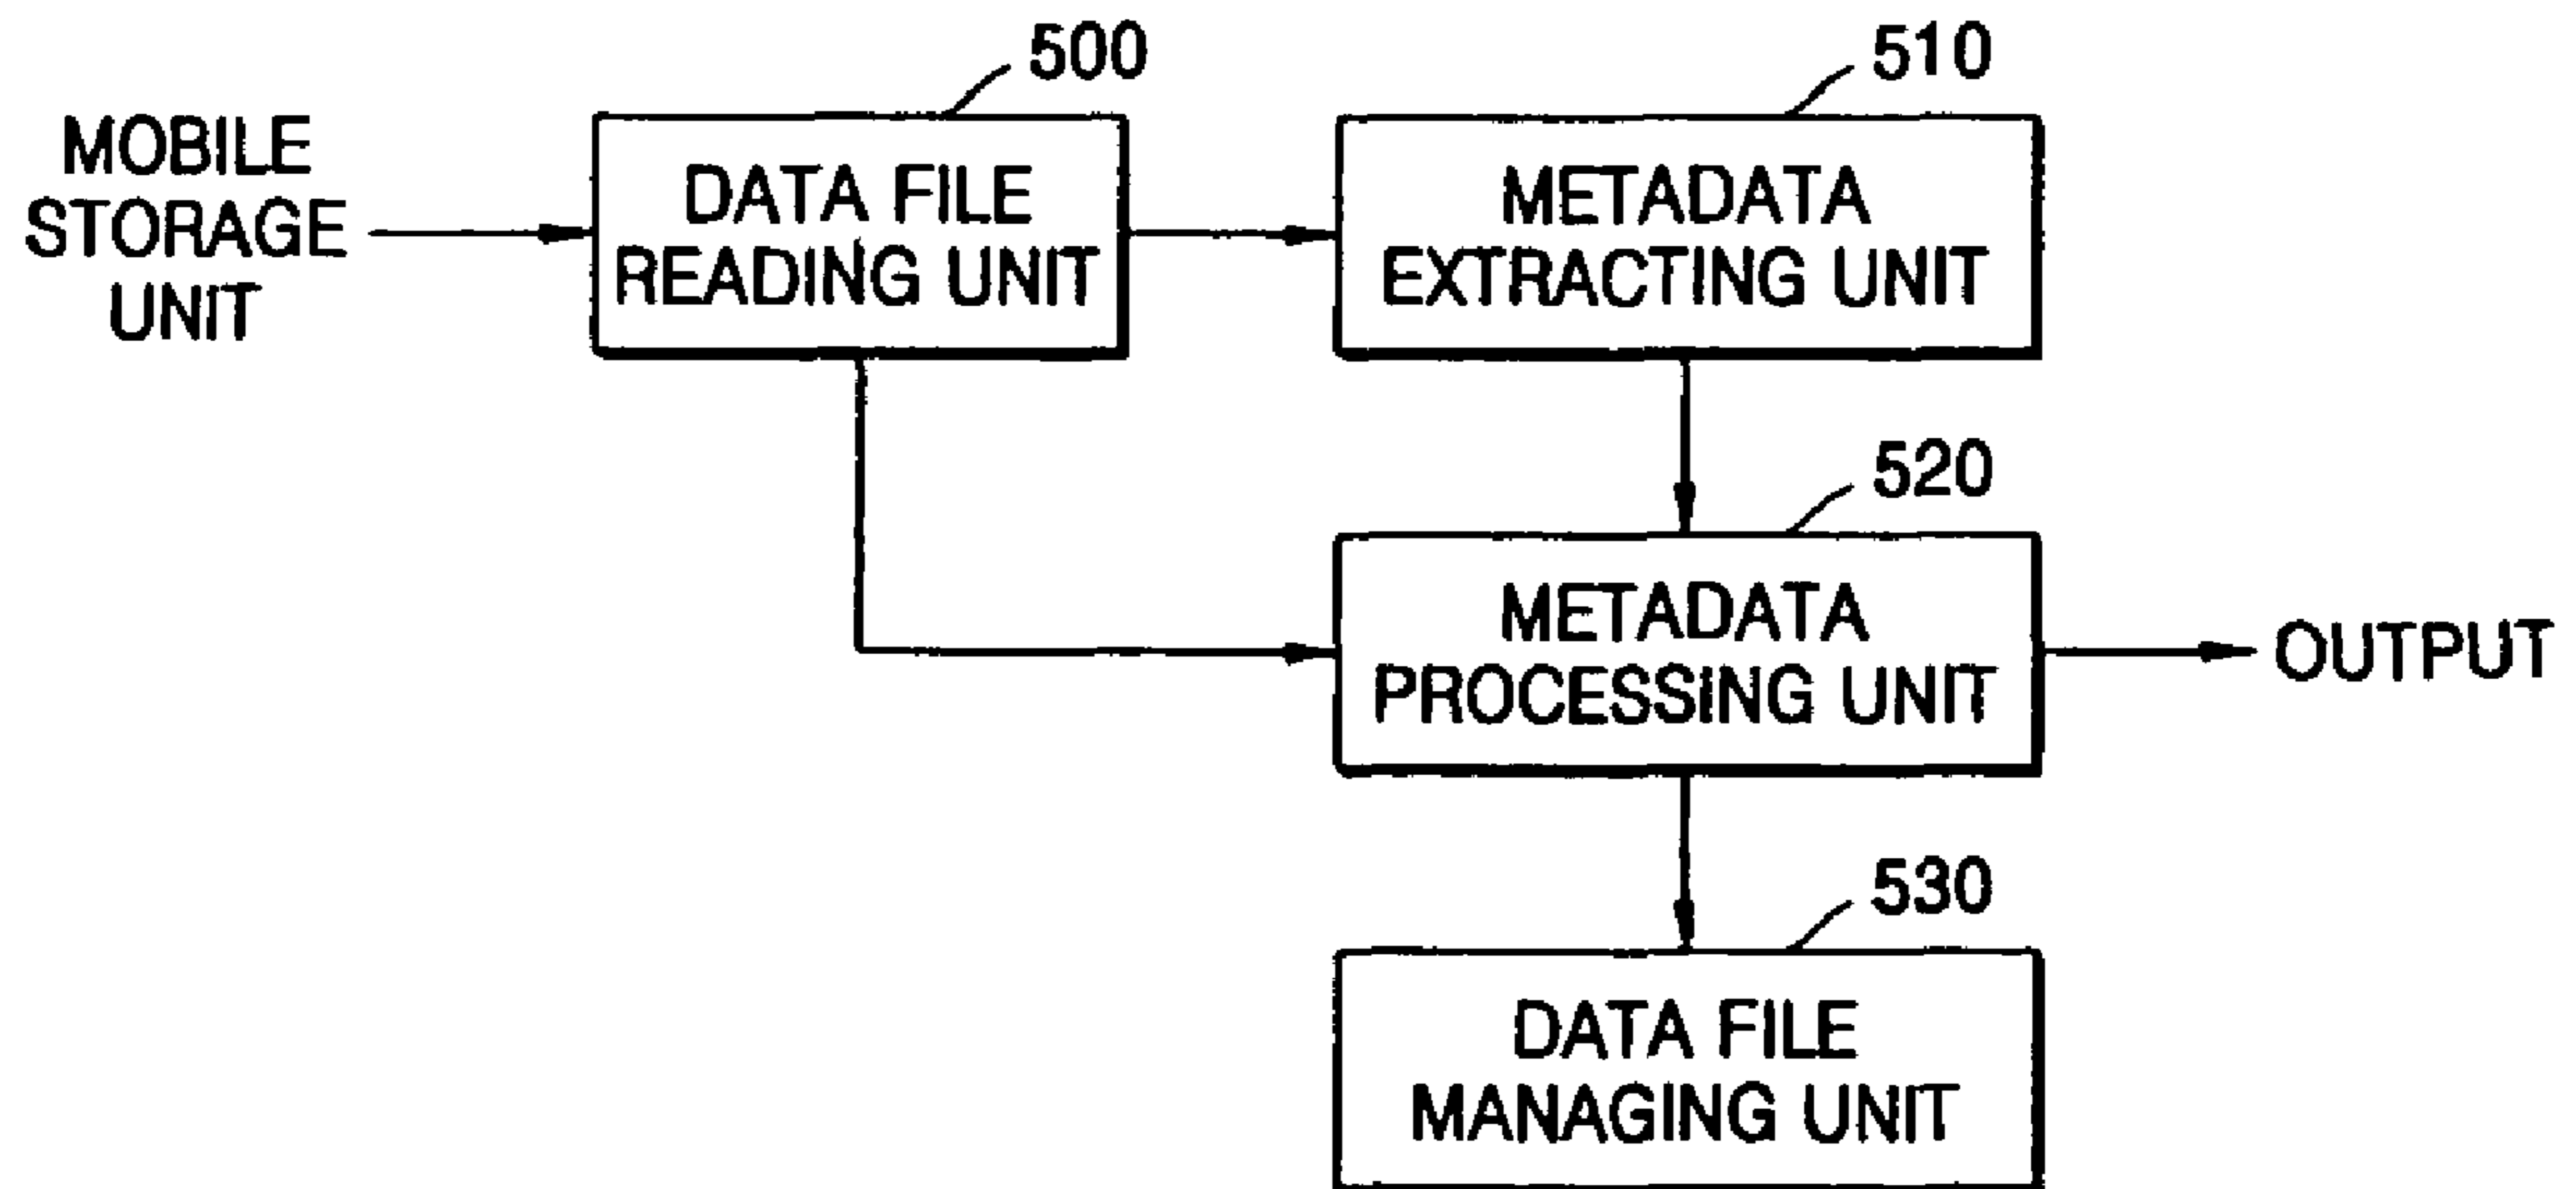 500
510
MOBILE
STORAGE
UNIT
DATA FILE
READING UNIT
METADATA
EXTRACTING UNIT
520
METADATA
PROCESSING UNIT
OUTPUT
530
DATA FILE
MANAGING UNIT